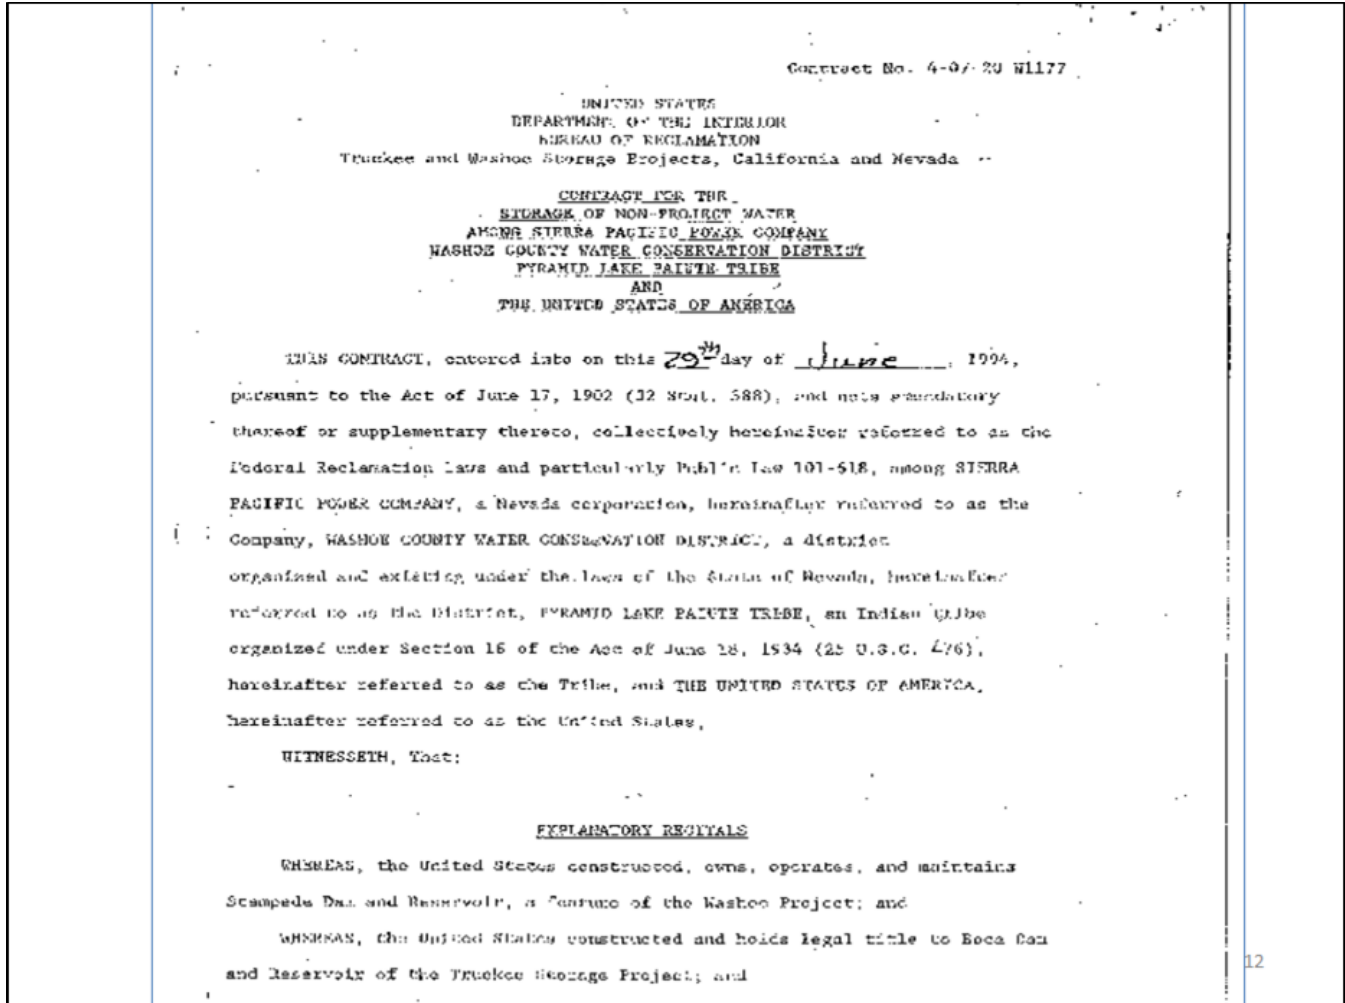 Contract No. 4-07-20 W1177
UNITED STATES
DEPARTMENT OF THE INTERIOR
BUREAU OF RECLAMATION
Truckee and Washoe Storage Projects, California and Nevada
CONTRACT FOR THE
STORAGE OF NON-PROJECT WATER
AMONG SIERRA PACIFIC POWER COMPANY
WASHOE COUNTY WATER CONSERVATION DISTRICT
PYRAMID LAKE PAIUTE TRIBE
AND
THE UNITED STATES OF AMERICA
THIS CONTRACT, entered into on this 29th day of June, 1994,
pursuant to the Act of June 17, 1902 (32 Stat. 388), and acts amendatory
thereof or supplementary thereto, collectively hereinafter referred to as the
Federal Reclamation laws and particularly Public Law 101-618, among SIERRA
PACIFIC POWER COMPANY, a Nevada corporation, hereinafter referred to as the
Company, WASHOE COUNTY WATER CONSERVATION DISTRICT, a district
organized and existing under the laws of the State of Nevada, hereinafter
referred to as the District, PYRAMID LAKE PAIUTE TRIBE, an Indian tribe
organized under Section 16 of the Act of June 18, 1934 (25 U.S.C. 476),
hereinafter referred to as the Tribe, and THE UNITED STATES OF AMERICA,
hereinafter referred to as the United States,
WITNESSETH, That:
EXPLANATORY RECITALS
WHEREAS, the United States constructed, owns, operates, and maintains
Stampede Dam and Reservoir, a feature of the Washoe Project; and
WHEREAS, the United States constructed and holds legal title to Boca Dam
and Reservoir of the Truckee Storage Project; and
12